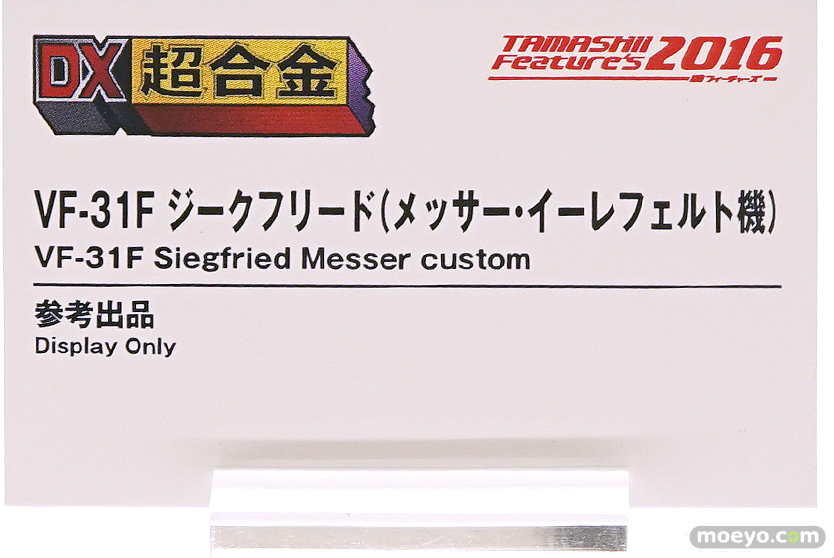 DX超合金
TAMASHII
Feature's 2016
魂フィーチャーズ
VF-31F ジークフリード(メッサー・イーレフェルト機)
VF-31F Siegfried Messer custom
参考出品
Display Only
moeyo.com